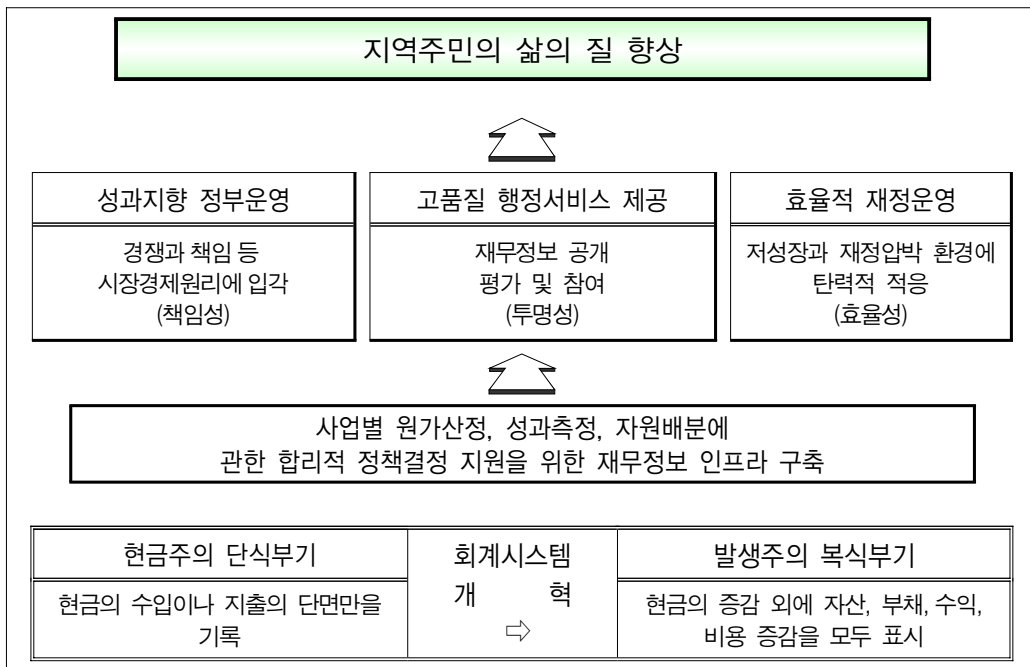 지역주민의 삶의 질 향상
성과지향 정부운영
경쟁과 책임 등
시장경제원리에 입각
(책임성)
고품질 행정서비스 제공
재무정보 공개
평가 및 참여
(투명성)
효율적 재정운영
저성장과 재정압박 환경에
탄력적 적응
(효율성)
사업별 원가산정, 성과측정, 자원배분에
관한 합리적 정책결정 지원을 위한 재무정보 인프라 구축
현금주의 단식부기
현금의 수입이나 지출의 단면만을
기록
회계시스템
개 혁
⇨
발생주의 복식부기
현금의 증감 외에 자산, 부채, 수익,
비용 증감을 모두 표시